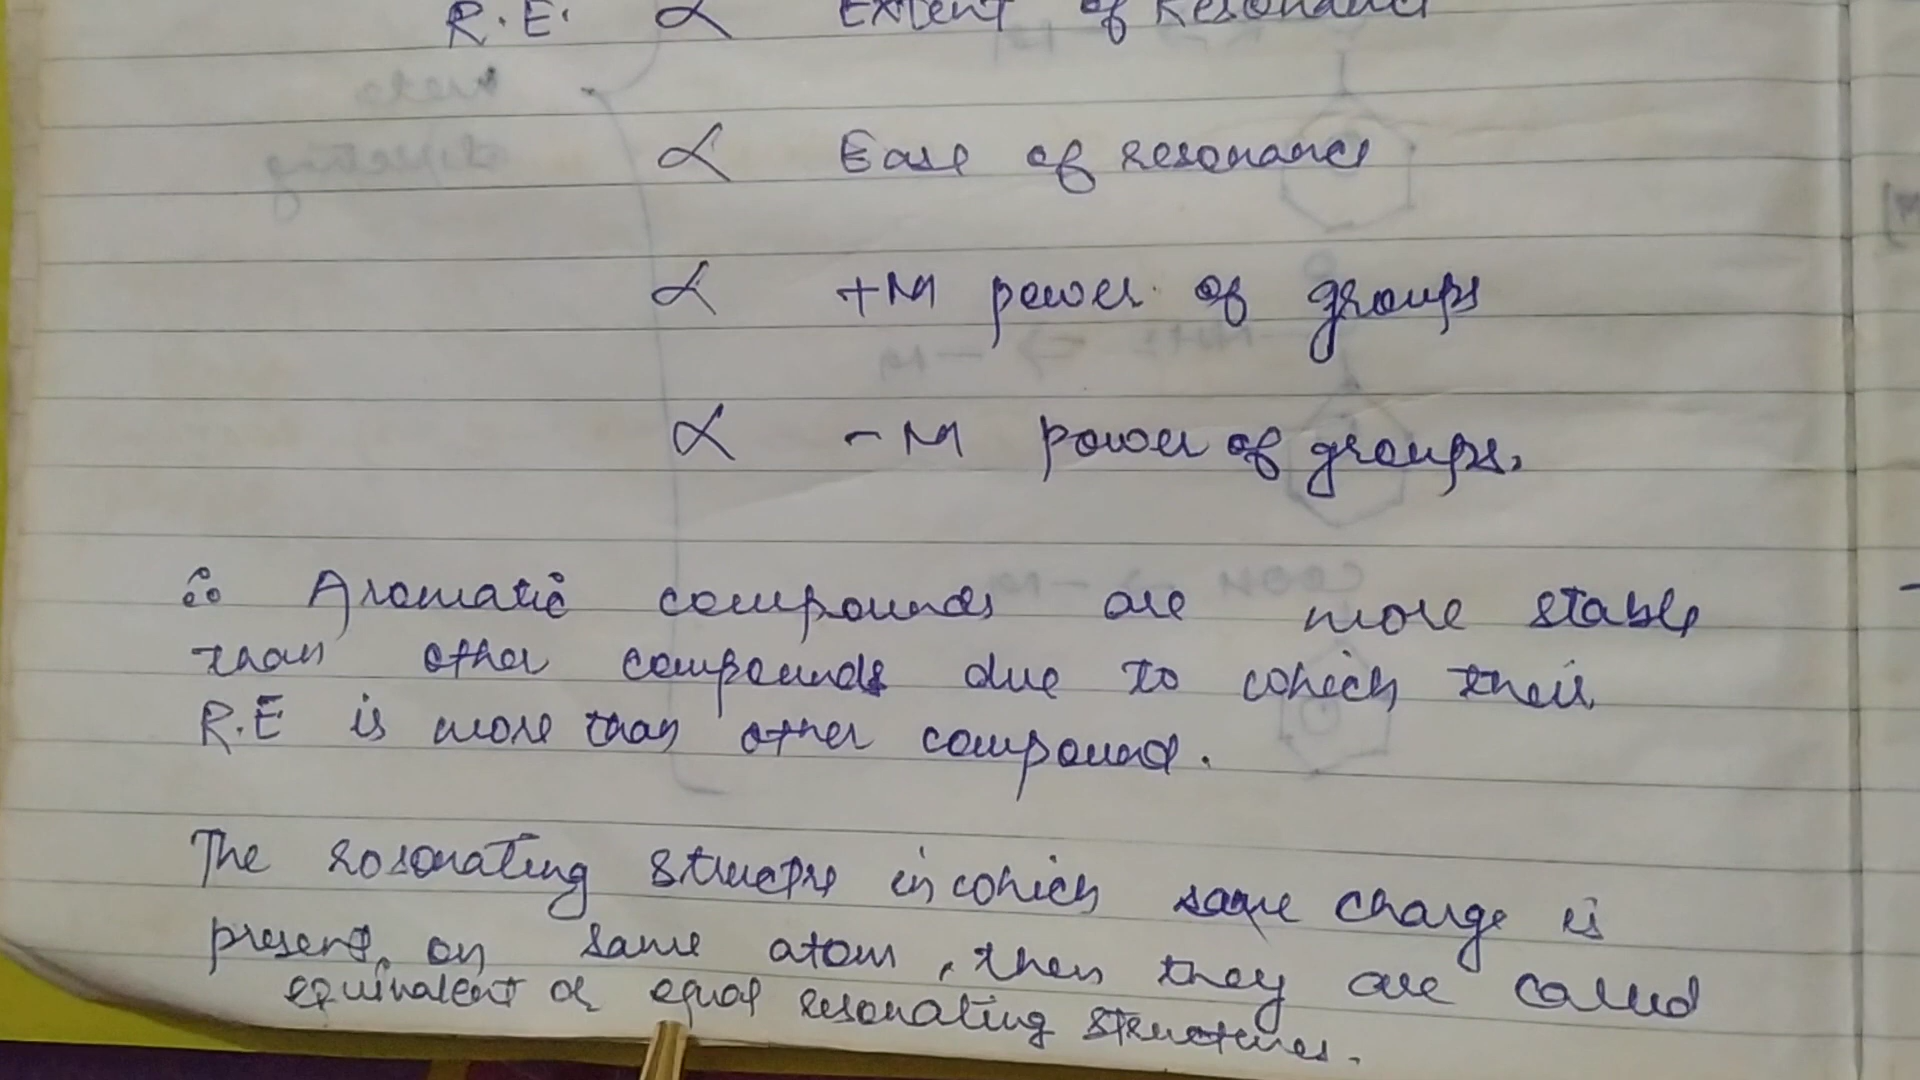 R.E. ∝ Extent of Resonance
∝ Ease of resonance
∝ +M power of groups
∝ -M power of groups.
∴ Aromatic compounds are more stable
than other compounds due to which their
R.E is more than other compound.
The rosonating structrs in which same charge is
present on same atom, then they are called
equivalent or equal resonating structures.